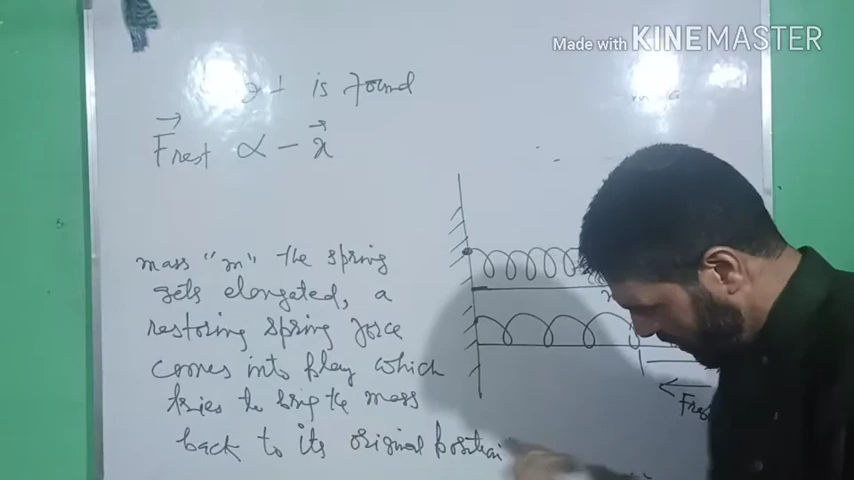 Made with KINEMASTER
is found
F⃗rest ∝ - x⃗
mass "m" the spring
gets elongated, a
restoring spring force
comes into play which
tries to bring the mass
back to its original position
Frest